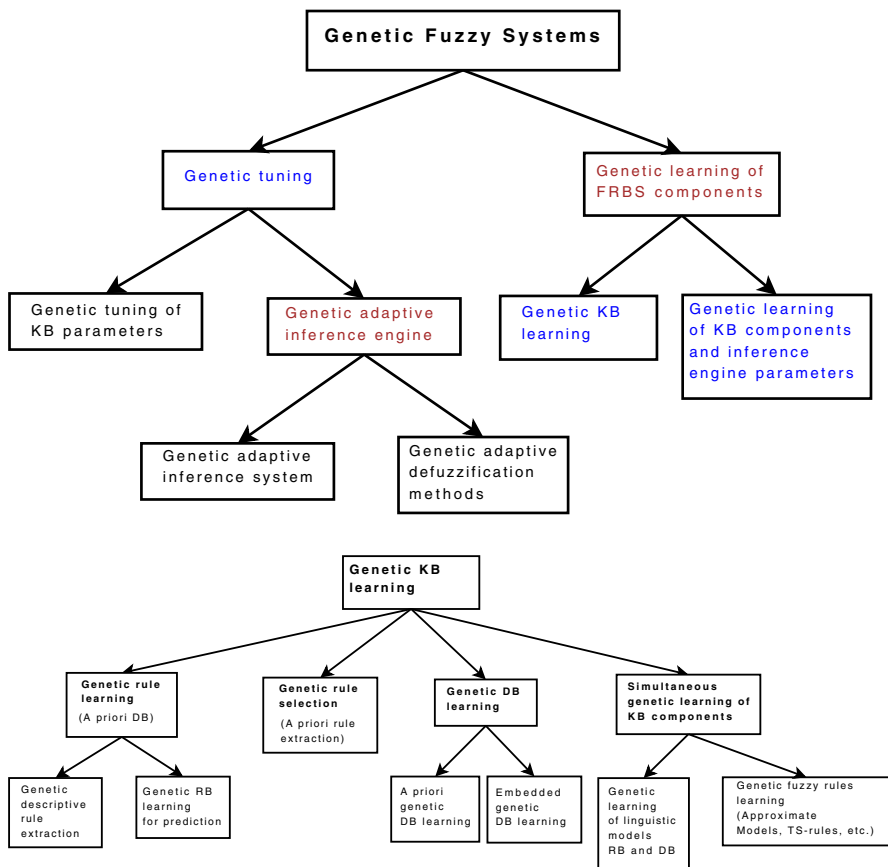 Genetic Fuzzy Systems
Genetic tuning
Genetic learning of
FRBS components
Genetic tuning of
KB parameters
Genetic adaptive
inference engine
Genetic KB
learning
Genetic learning
of KB components
and inference
engine parameters
Genetic adaptive
inference system
Genetic adaptive
defuzzification
methods
Genetic KB
learning
Genetic rule
learning
(A priori DB)
Genetic rule
selection
(A priori rule
extraction)
Genetic DB
learning
Simultaneous
genetic learning of
KB components
Genetic
descriptive
rule
extraction
Genetic RB
learning
for prediction
A priori
genetic
DB learning
Embedded
genetic
DB learning
Genetic
learning
of linguistic
models
RB and DB
Genetic fuzzy rules
learning
(Approximate
Models, TS-rules, etc.)